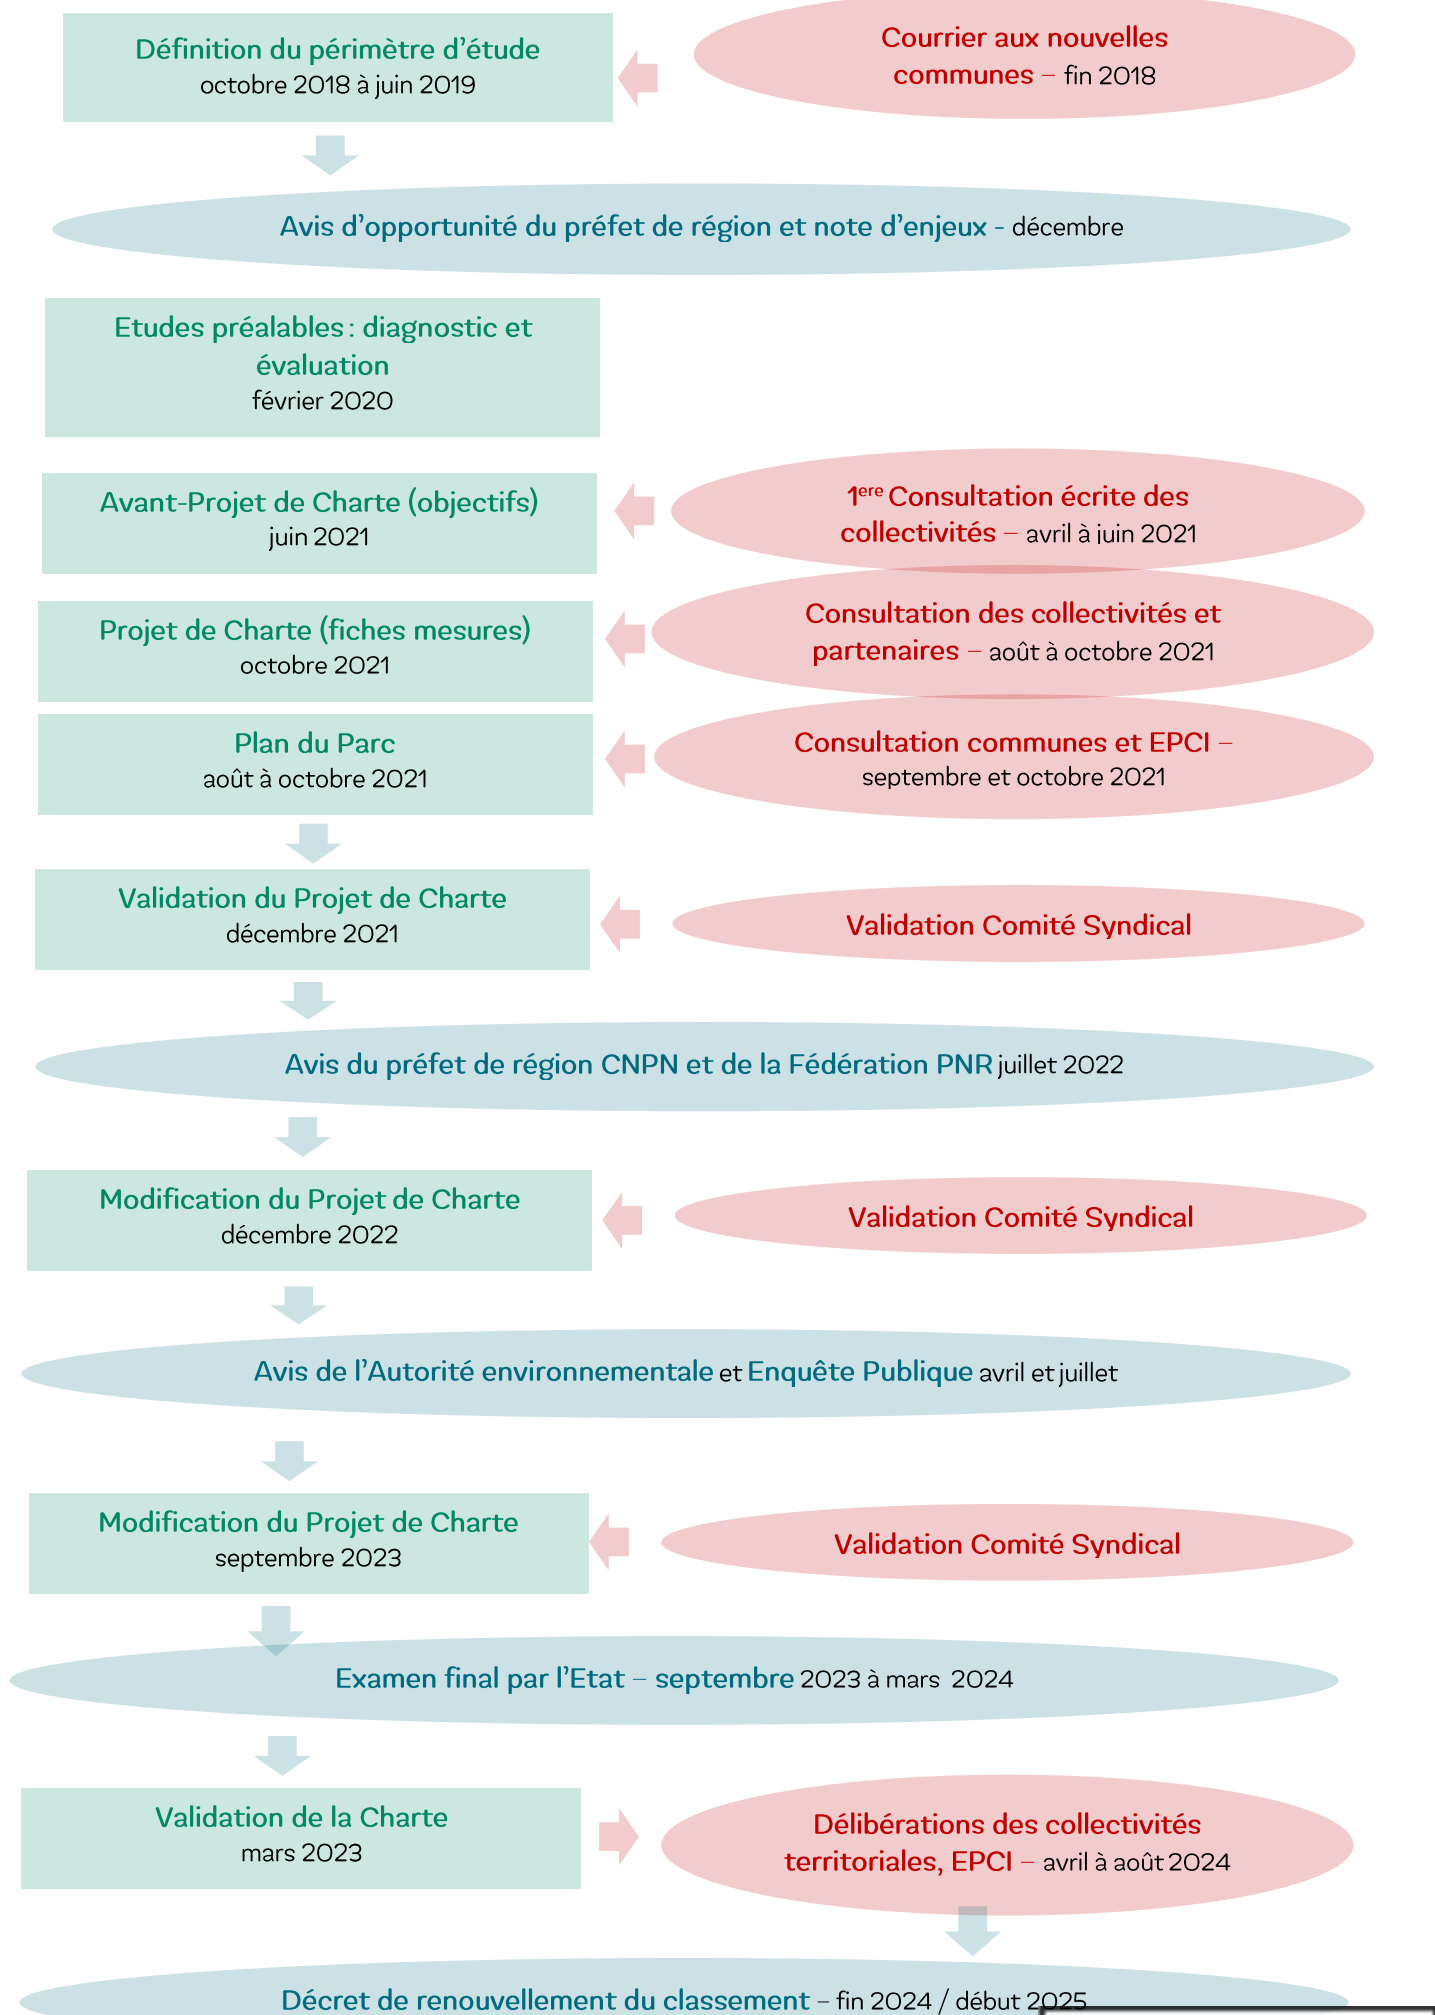 Définition du périmètre d'étude
octobre 2018 à juin 2019
Courrier aux nouvelles
communes – fin 2018
Avis d'opportunité du préfet de région et note d'enjeux - décembre
Etudes préalables : diagnostic et
évaluation
février 2020
Avant-Projet de Charte (objectifs)
juin 2021
1ere Consultation écrite des
collectivités – avril à juin 2021
Projet de Charte (fiches mesures)
octobre 2021
Consultation des collectivités et
partenaires – août à octobre 2021
Plan du Parc
août à octobre 2021
Consultation communes et EPCI –
septembre et octobre 2021
Validation du Projet de Charte
décembre 2021
Validation Comité Syndical
Avis du préfet de région CNPN et de la Fédération PNR juillet 2022
Modification du Projet de Charte
décembre 2022
Validation Comité Syndical
Avis de l'Autorité environnementale et Enquête Publique avril et juillet
Modification du Projet de Charte
septembre 2023
Validation Comité Syndical
Examen final par l'Etat – septembre 2023 à mars 2024
Validation de la Charte
mars 2023
Délibérations des collectivités
territoriales, EPCI – avril à août 2024
Décret de renouvellement du classement – fin 2024 / début 2025